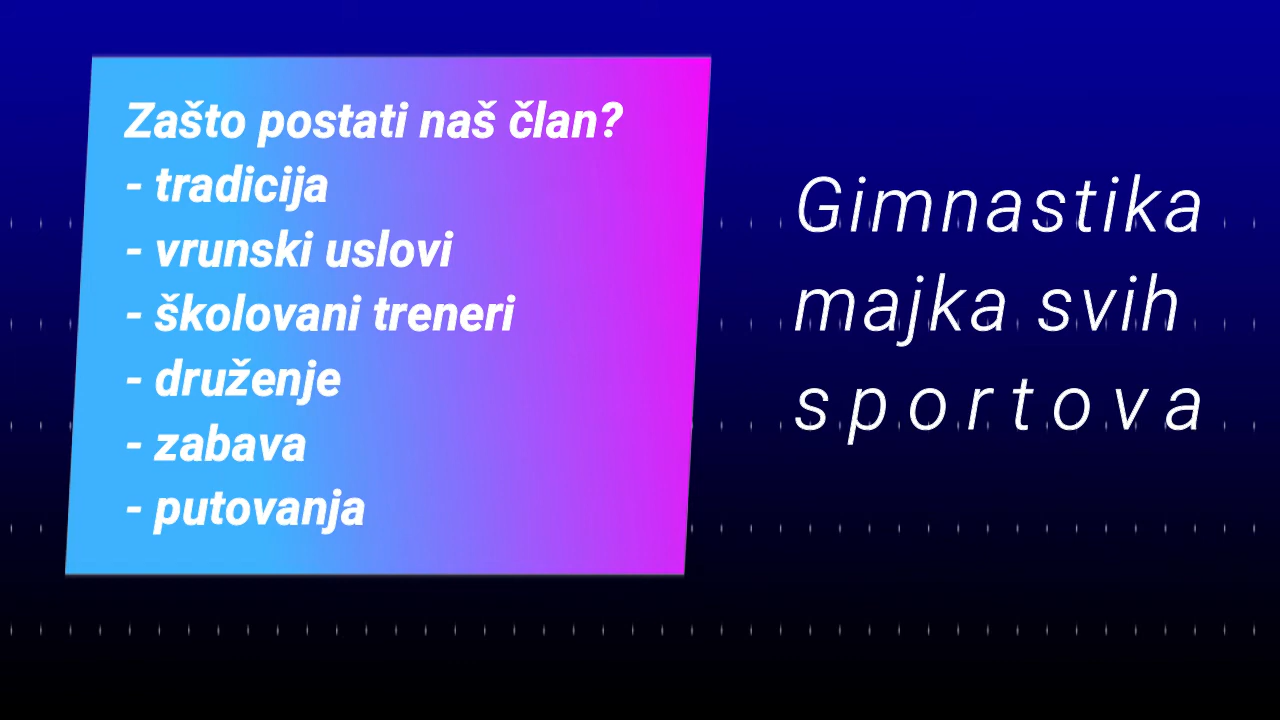 Zašto postati naš član?
- tradicija
- vrunski uslovi
- školovani treneri
- druženje
- zabava
- putovanja
Gimnastika
majka svih
sportova